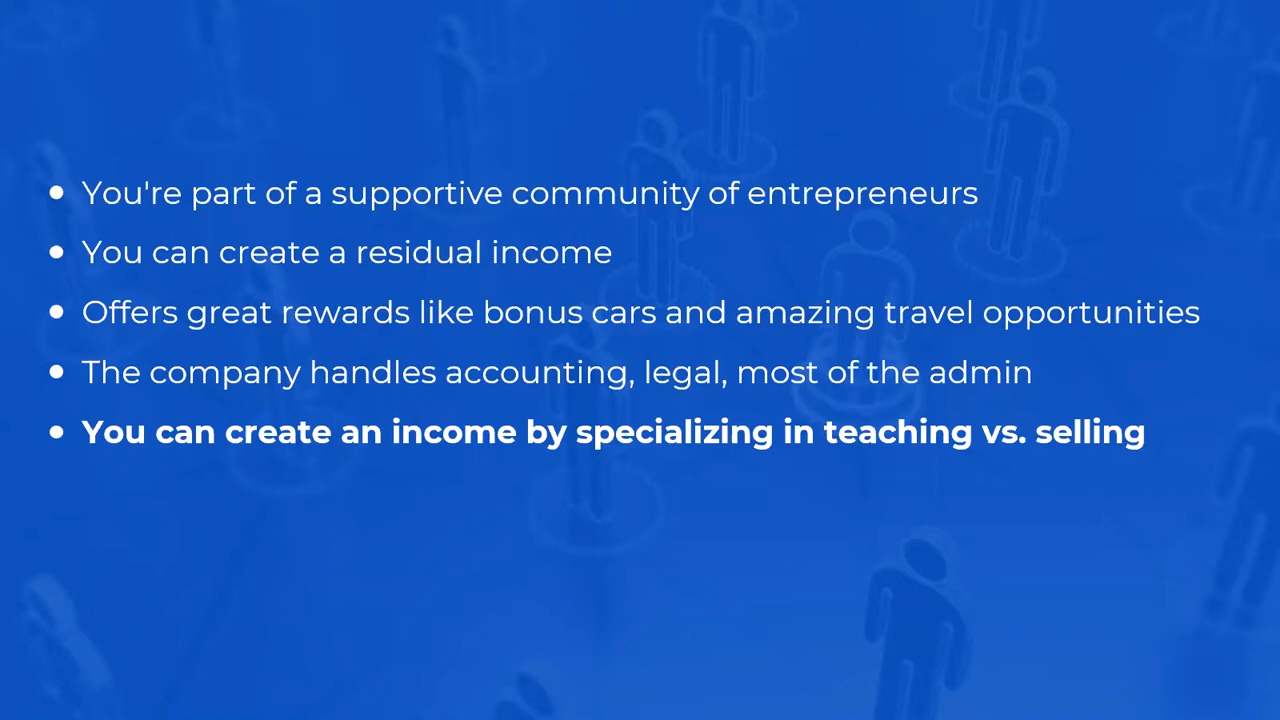 • You're part of a supportive community of entrepreneurs
• You can create a residual income
• Offers great rewards like bonus cars and amazing travel opportunities
• The company handles accounting, legal, most of the admin
• You can create an income by specializing in teaching vs. selling